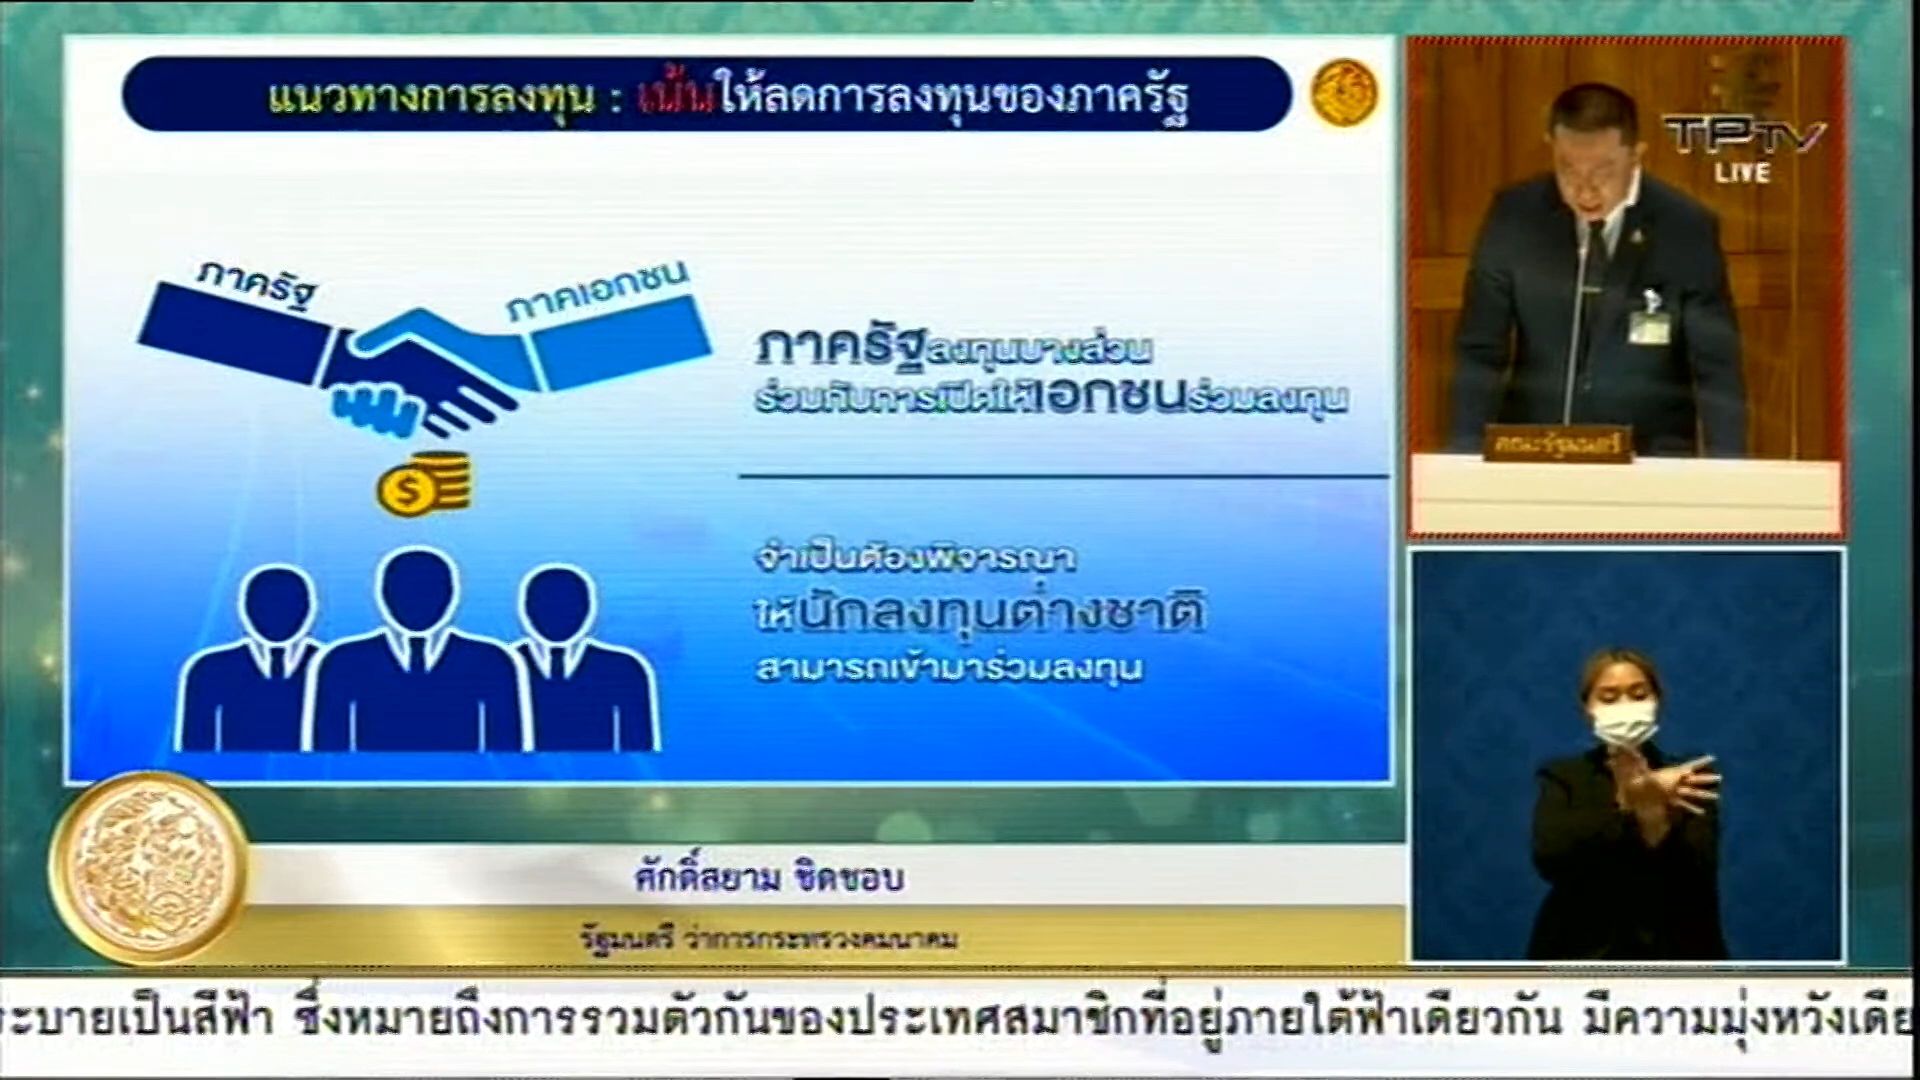 แนวทางการลงทุน : เน้นให้ลดการลงทุนของภาครัฐ
ภาครัฐ
ภาคเอกชน
ภาครัฐลงทุนบางส่วน
ร่วมกับการเปิดให้เอกชนร่วมลงทุน
$
จำเป็นต้องพิจารณา
ให้นักลงทุนต่างชาติ
สามารถเข้ามาร่วมลงทุน
TPTV
LIVE
คณะรัฐมนตรี
ศักดิ์สยาม ชิดชอบ
รัฐมนตรี ว่าการกระทรวงคมนาคม
ระบายเป็นสีฟ้า ซึ่งหมายถึงการรวมตัวกันของประเทศสมาชิกที่อยู่ภายใต้ฟ้าเดียวกัน มีความมุ่งหวังเดีย